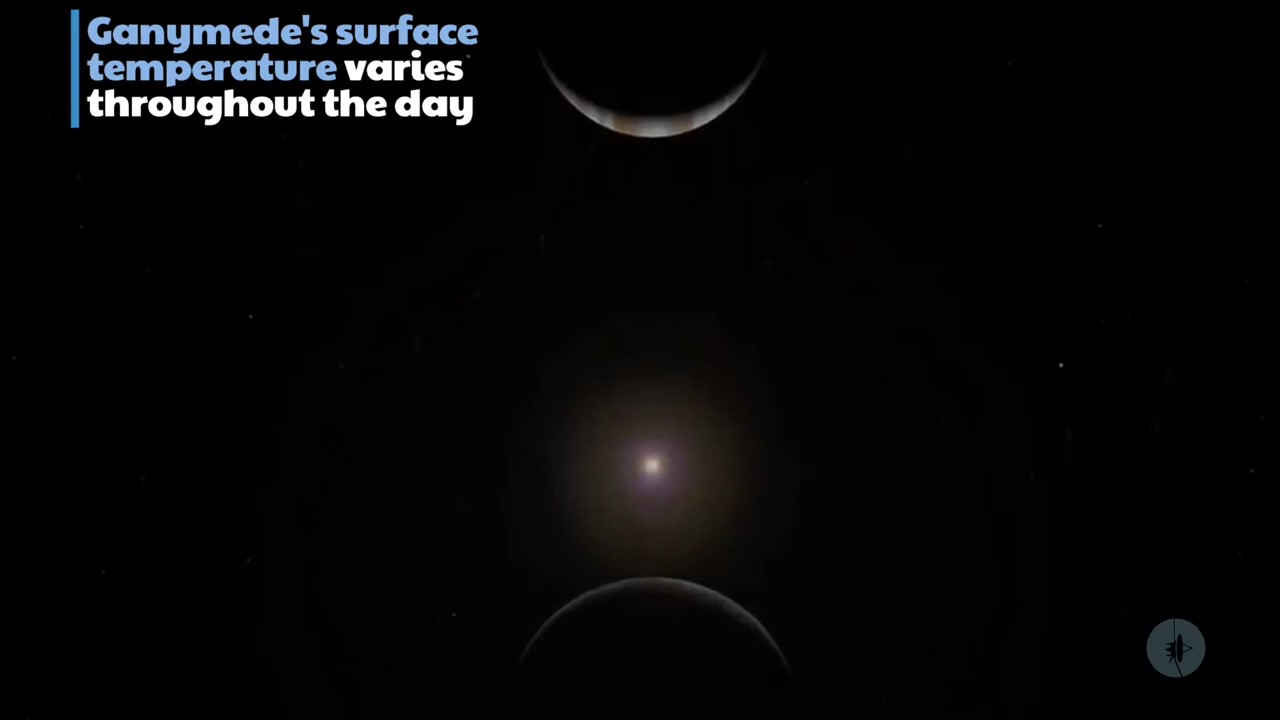 Ganymede's surface
temperature varies
throughout the day